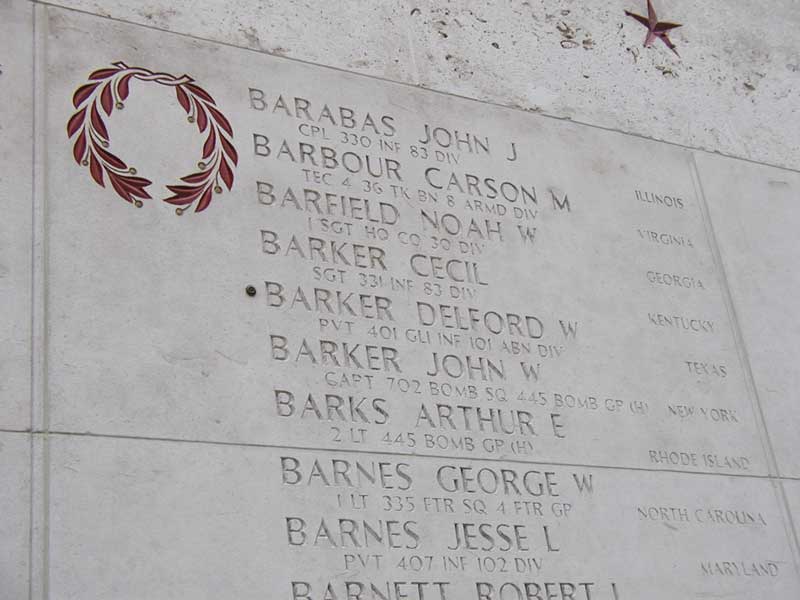 BARABAS JOHN J
CPL 330 INF 83 DIV ILLINOIS
BARBOUR CARSON M
TEC 4 36 TK BN 8 ARMD DIV VIRGINIA
BARFIELD NOAH W
1 SGT HQ CO 30 DIV GEORGIA
BARKER CECIL
SGT 331 INF 83 DIV KENTUCKY
BARKER DELFORD W
PVT 401 GLI INF 101 ABN DIV TEXAS
BARKER JOHN W
CAPT 702 BOMB SQ 445 BOMB GP (H) NEW YORK
BARKS ARTHUR E
2 LT 445 BOMB GP (H) RHODE ISLAND
BARNES GEORGE W
1 LT 335 FTR SQ 4 FTR GP NORTH CAROLINA
BARNES JESSE L
PVT 407 INF 102 DIV MARYLAND
BARNETT ROBERT